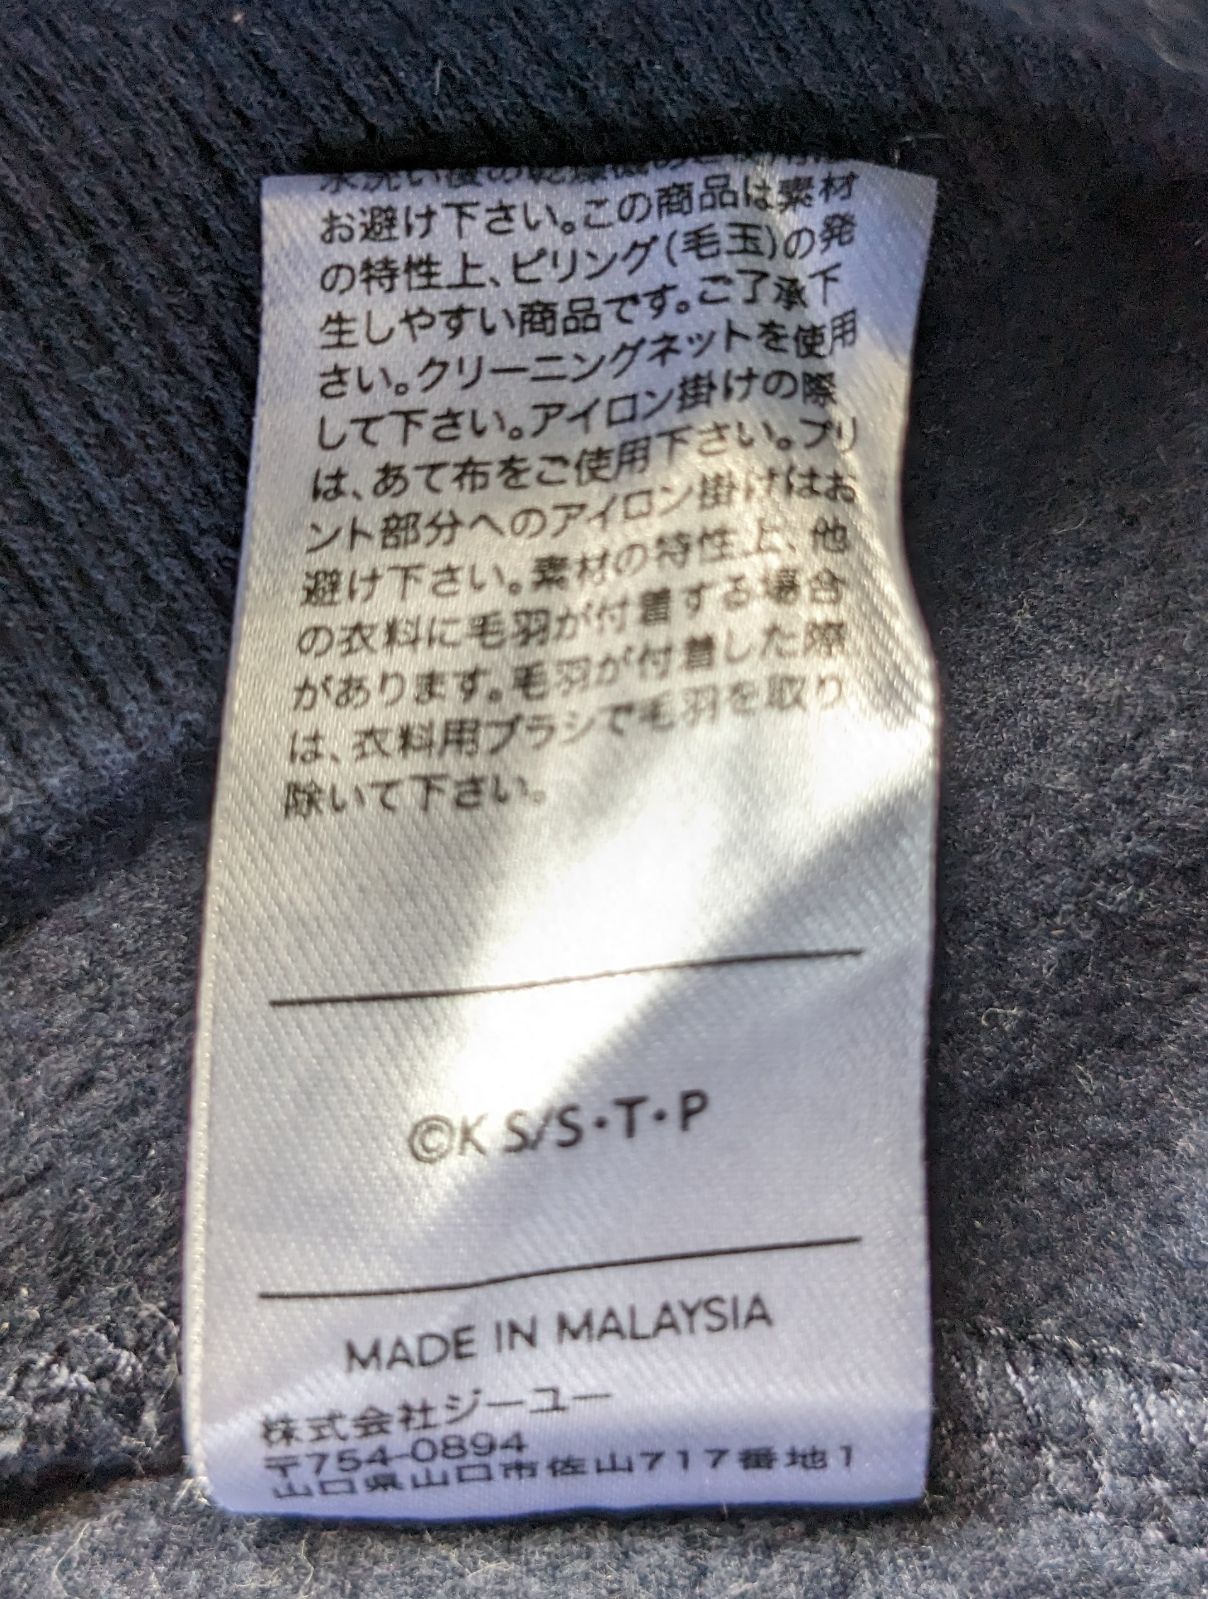 お避け下さい。この商品は素材
の特性上、ピリング(毛玉)の発
生しやすい商品です。ご了承下
さい。クリーニングネットを使用
して下さい。アイロン掛けの際
は、あて布をご使用下さい。プリ
ント部分へのアイロン掛けはお
避け下さい。素材の特性上、他
の衣料に毛羽が付着する場合
があります。毛羽が付着した際
は、衣料用ブラシで毛羽を取り
除いて下さい。
©K S/S・T・P
MADE IN MALAYSIA
株式会社ジーユー
〒754-0894
山口県山口市佐山717番地1